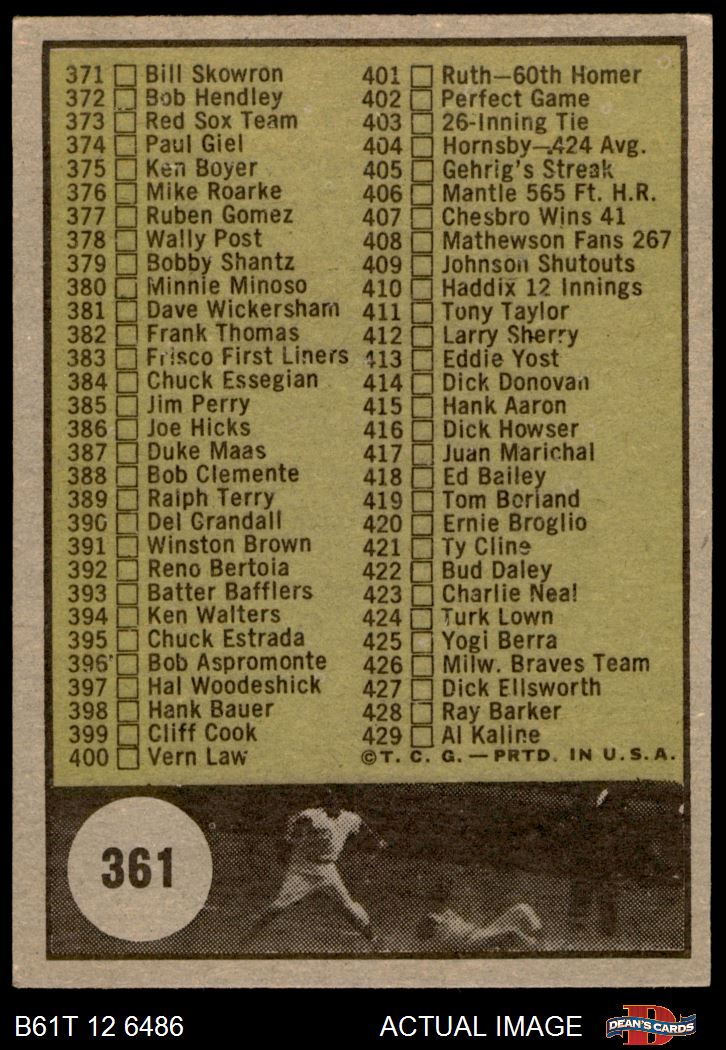 371 Bill Skowron
372 Bob Hendley
373 Red Sox Team
374 Paul Giel
375 Ken Boyer
376 Mike Roarke
377 Ruben Gomez
378 Wally Post
379 Bobby Shantz
380 Minnie Minoso
381 Dave Wickersham
382 Frank Thomas
383 Frisco First Liners
384 Chuck Essegian
385 Jim Perry
386 Joe Hicks
387 Duke Maas
388 Bob Clemente
389 Ralph Terry
390 Del Crandall
391 Winston Brown
392 Reno Bertoia
393 Batter Bafflers
394 Ken Walters
395 Chuck Estrada
396 Bob Aspromonte
397 Hal Woodeshick
398 Hank Bauer
399 Cliff Cook
400 Vern Law
401 Ruth—60th Homer
402 Perfect Game
403 26-Inning Tie
404 Hornsby—.424 Avg.
405 Gehrig's Streak
406 Mantle 565 Ft. H.R.
407 Chesbro Wins 41
408 Mathewson Fans 267
409 Johnson Shutouts
410 Haddix 12 Innings
411 Tony Taylor
412 Larry Sherry
413 Eddie Yost
414 Dick Donovan
415 Hank Aaron
416 Dick Howser
417 Juan Marichal
418 Ed Bailey
419 Tom Borland
420 Ernie Broglio
421 Ty Cline
422 Bud Daley
423 Charlie Neal
424 Turk Lown
425 Yogi Berra
426 Milw. Braves Team
427 Dick Ellsworth
428 Ray Barker
429 Al Kaline
©T. C. G.—PRTD. IN U.S.A.
361
B61T 12 6486 ACTUAL IMAGE DEAN'S CARDS